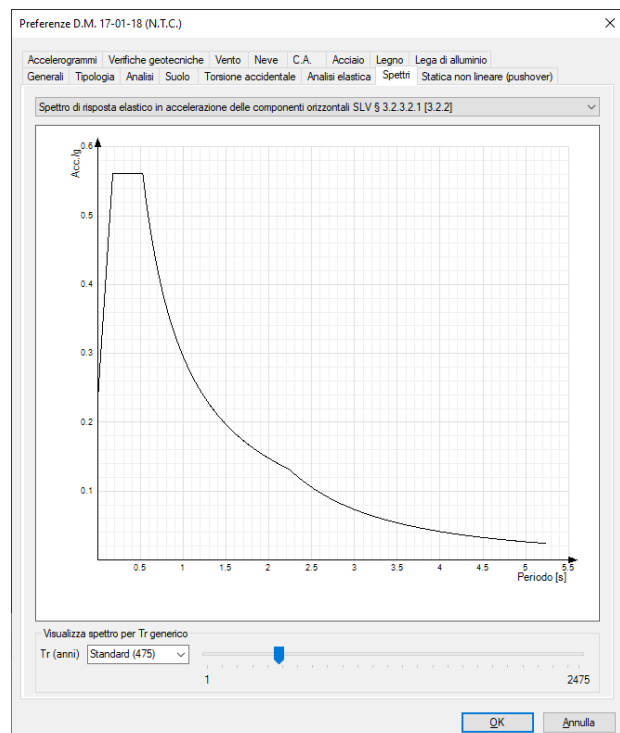 Preferenze D.M. 17-01-18 (N.T.C.)
Accelerogrammi Verifiche geotecniche Vento Neve C.A. Acciaio Legno Lega di alluminio
Generali Tipologia Analisi Suolo Torsione accidentale Analisi elastica Spettri Statica non lineare (pushover)
Spettro di risposta elastico in accelerazione delle componenti orizzontali SLV § 3.2.3.2.1 [3.2.2]
Acc./g
0.6
0.5
0.4
0.3
0.2
0.1
0.5 1 1.5 2 2.5 3 3.5 4 4.5 5 5.5
Periodo [s]
Visualizza spettro per Tr generico
Tr (anni) Standard (475)
1 2475
OK Annulla